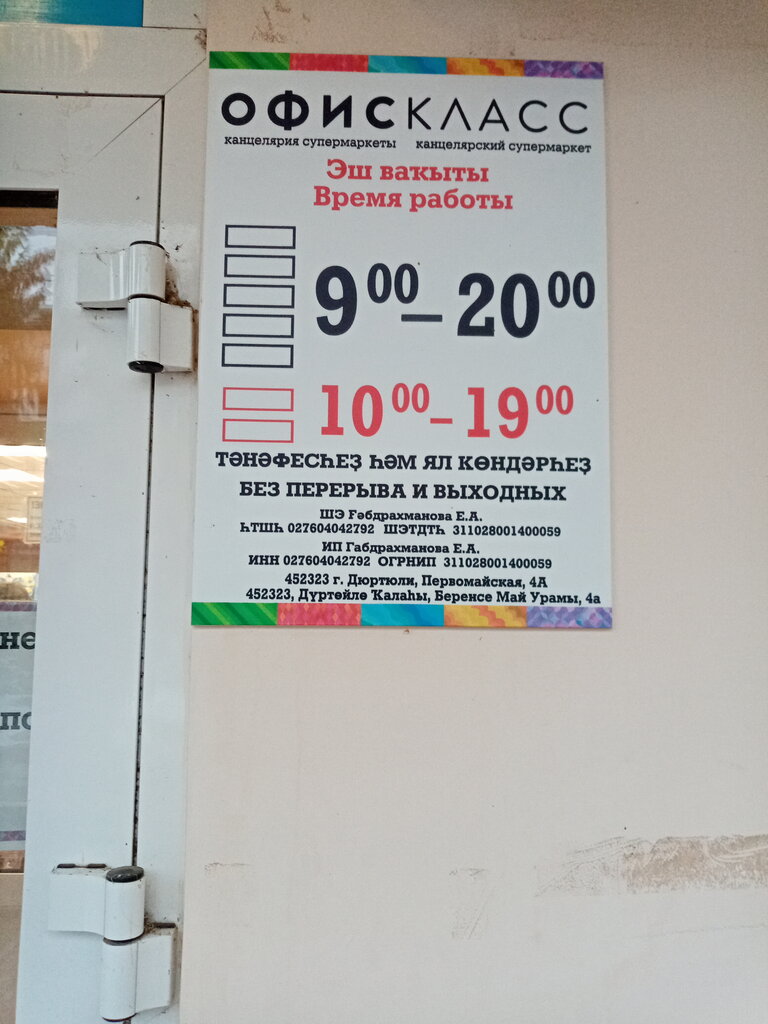 ОФИСКЛАСС
канцелярия супермаркеты канцелярский супермаркет
Эш ваҡыты
Время работы
9⁰⁰–20⁰⁰
10⁰⁰–19⁰⁰
ТӘНӘФЕСҺЕҘ ҺӘМ ЯЛ КӨНДӘРҺЕҘ
БЕЗ ПЕРЕРЫВА И ВЫХОДНЫХ
ШЭ Ғәбдрахманова Е.А.
ҺТШҺ 027604042792 ШЭТДТҺ 311028001400059
ИП Габдрахманова Е.А.
ИНН 027604042792 ОГРНИП 311028001400059
452323 г. Дюртюли, Первомайская, 4А
452323, Дүртөйлө Ҡалаһы, Беренсе Май Урамы, 4а
не
по